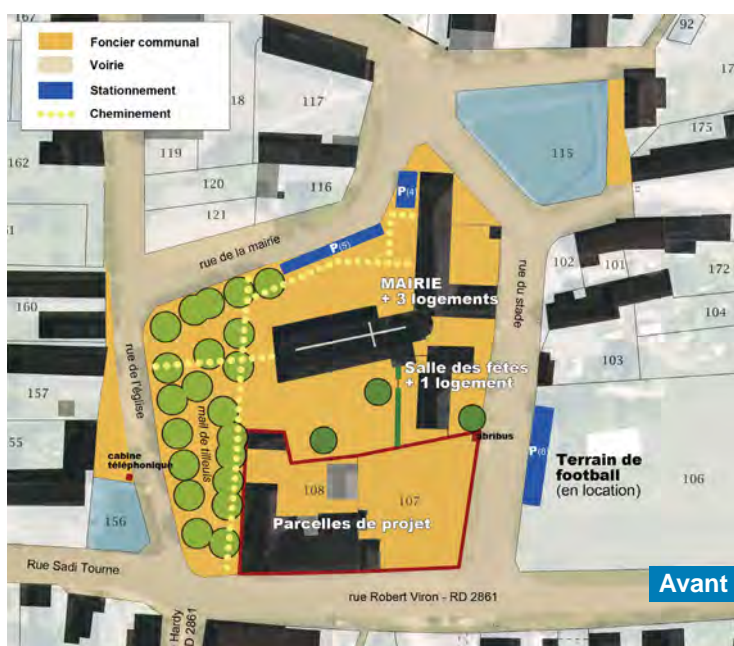 Foncier communal
Voirie
Stationnement
Cheminement
92
18
117
17
162
119
115
175
120
116
P(4)
121
rue de la mairie
P(5)
102
101
172
MAIRIE
+ 3 logements
rue du stade
160
104
103
rue de l'église
Salle des fêtes
+ 1 logement
157
mail de tilleuls
abribus
55
cabine
téléphonique
P(8)
Terrain de
football
(en location)
106
108
107
156
Parcelles de projet
Rue Sadi Tourne
Avant
rue Robert Viron - RD 2861
Hardy
D 2861